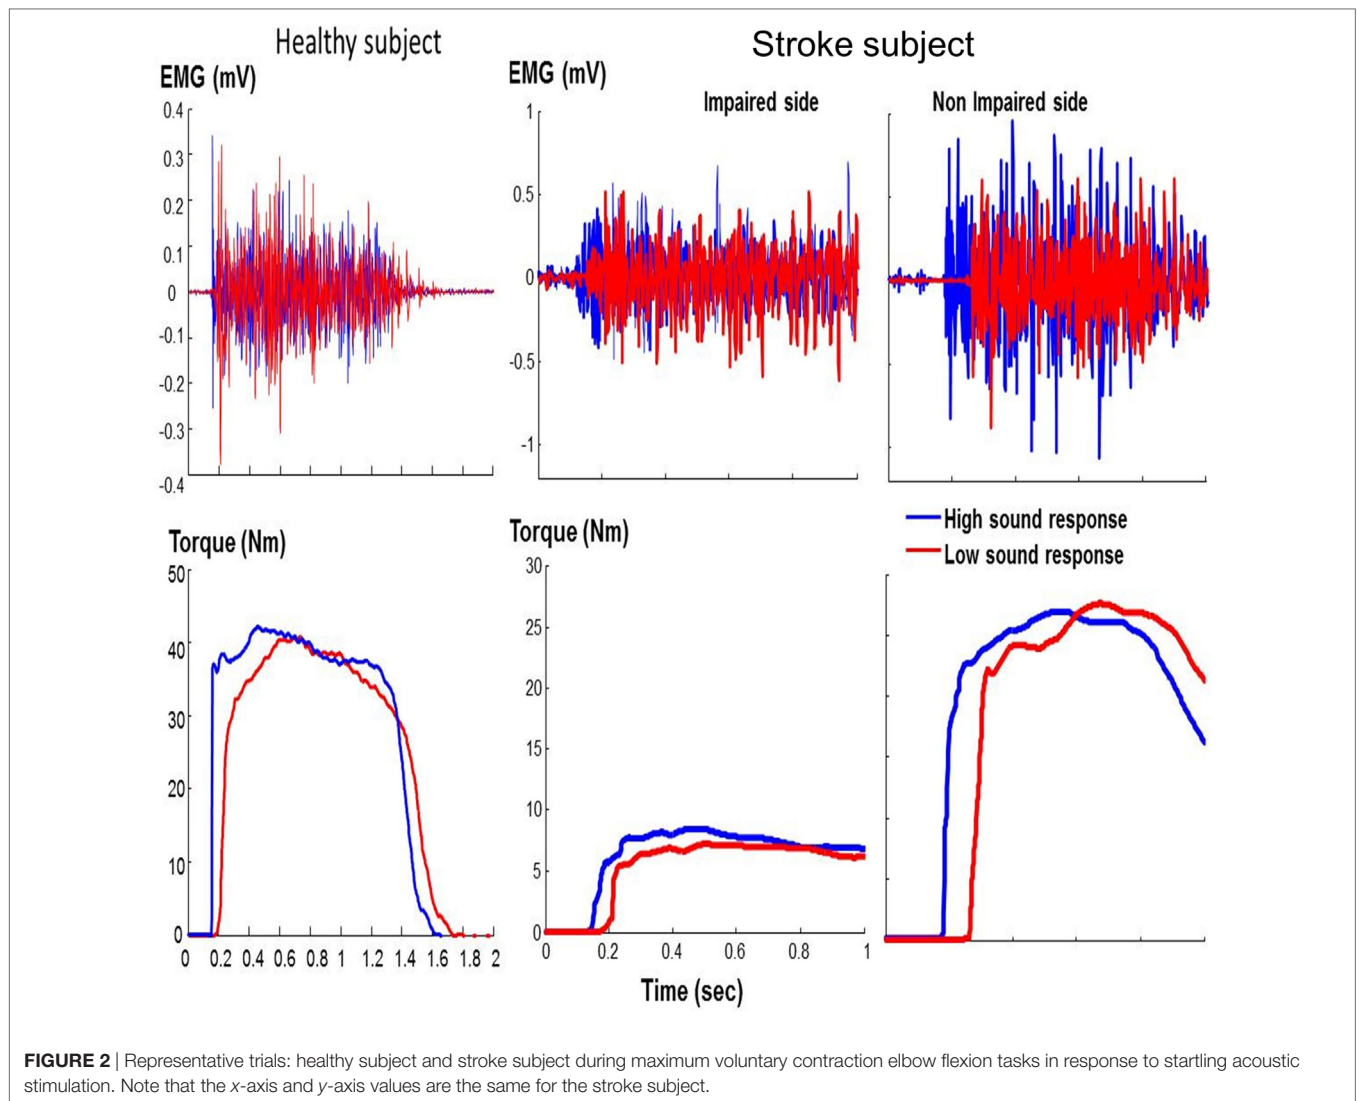 Healthy subject
Stroke subject
EMG (mV)
0.4
0.3
0.2
0.1
0
-0.1
-0.2
-0.3
-0.4
EMG (mV)
Impaired side
Non Impaired side
1
0.5
0
-0.5
-1
High sound response
Low sound response
Torque (Nm)
50
40
30
20
10
0
0 0.2 0.4 0.6 0.8 1 1.2 1.4 1.6 1.8 2
Torque (Nm)
30
25
20
15
10
5
0
0 0.2 0.4 0.6 0.8 1
Time (sec)
FIGURE 2 | Representative trials: healthy subject and stroke subject during maximum voluntary contraction elbow flexion tasks in response to startling acoustic
stimulation. Note that the x-axis and y-axis values are the same for the stroke subject.